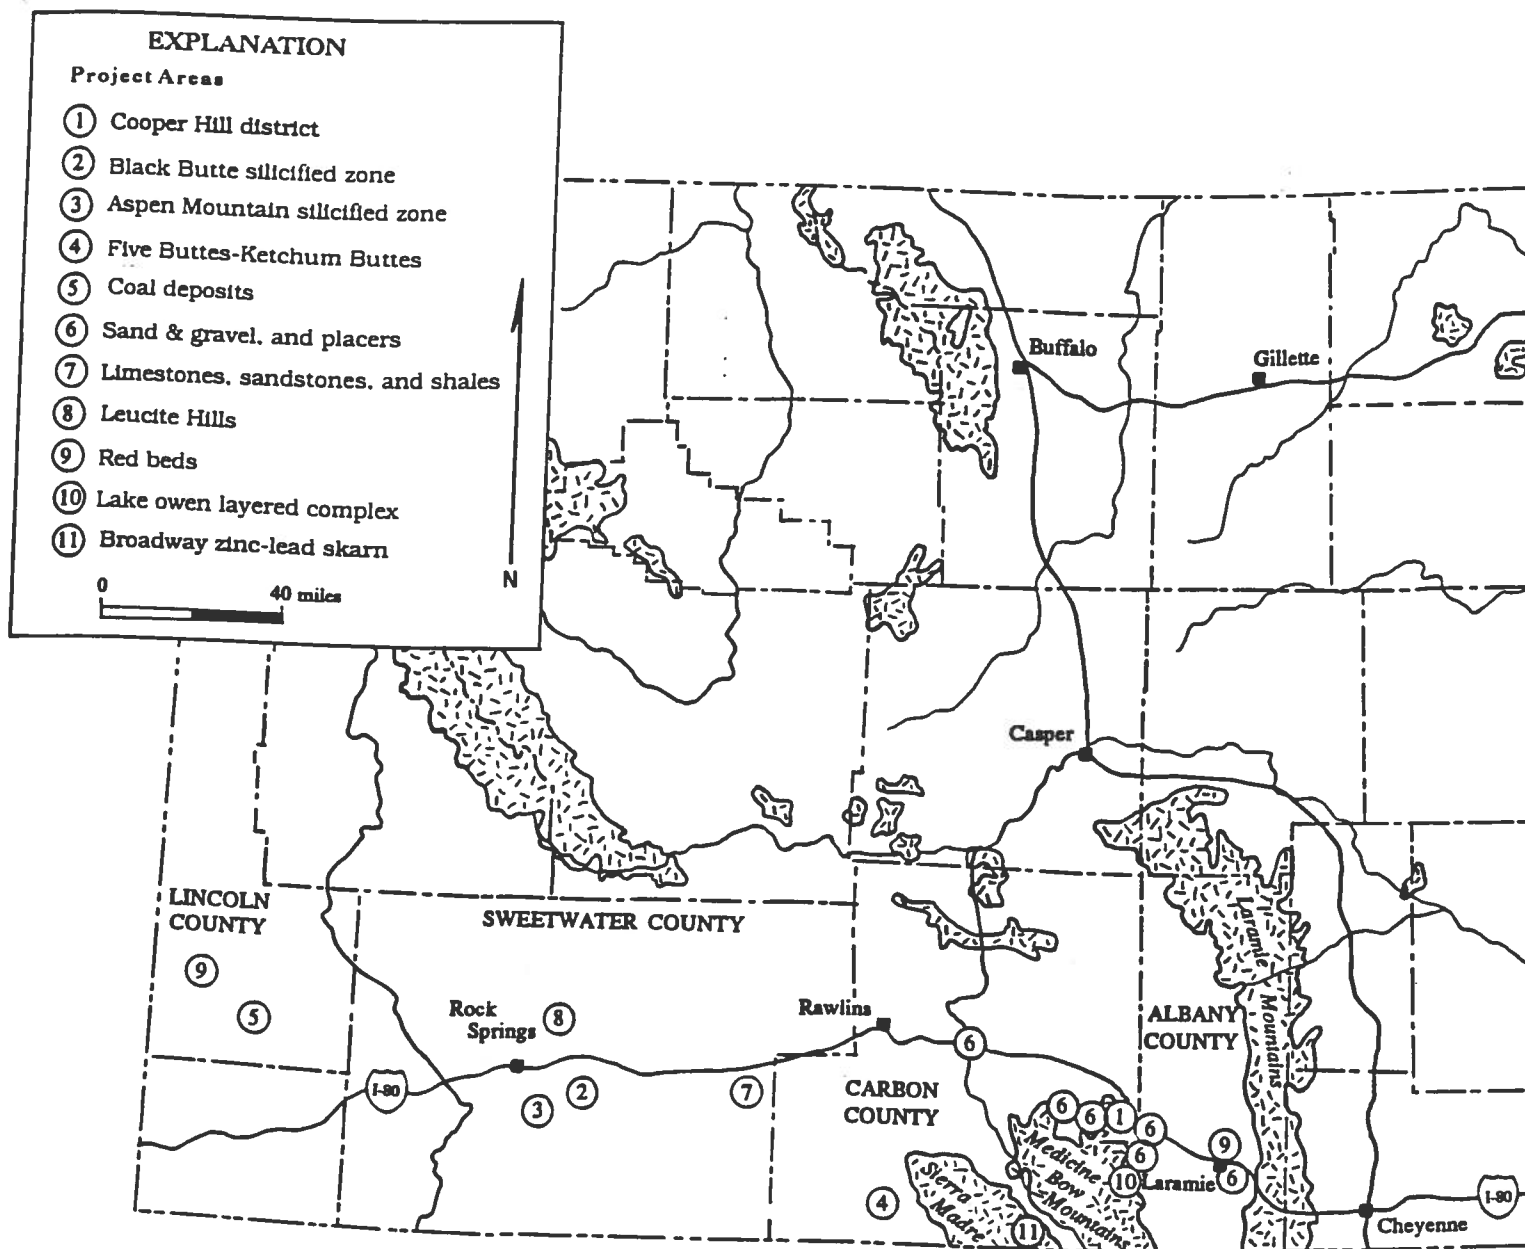 EXPLANATION
Project Areas
1 Cooper Hill district
2 Black Butte silicified zone
3 Aspen Mountain silicified zone
4 Five Buttes-Ketchum Buttes
5 Coal deposits
6 Sand & gravel, and placers
7 Limestones, sandstones, and shales
8 Leucite Hills
9 Red beds
10 Lake owen layered complex
11 Broadway zinc-lead skarn
0 40 miles
N
Buffalo
Gillette
Casper
LINCOLN
COUNTY
SWEETWATER COUNTY
9
5
Rock
Springs
8
Rawlins
6
ALBANY
COUNTY
Laramie
Mountains
I-80
3
2
7
CARBON
COUNTY
6
6
1
6
6
9
6
10
Laramie
Medicine
Bow
Mountains
4
Sierra
Madre
11
I-80
Cheyenne